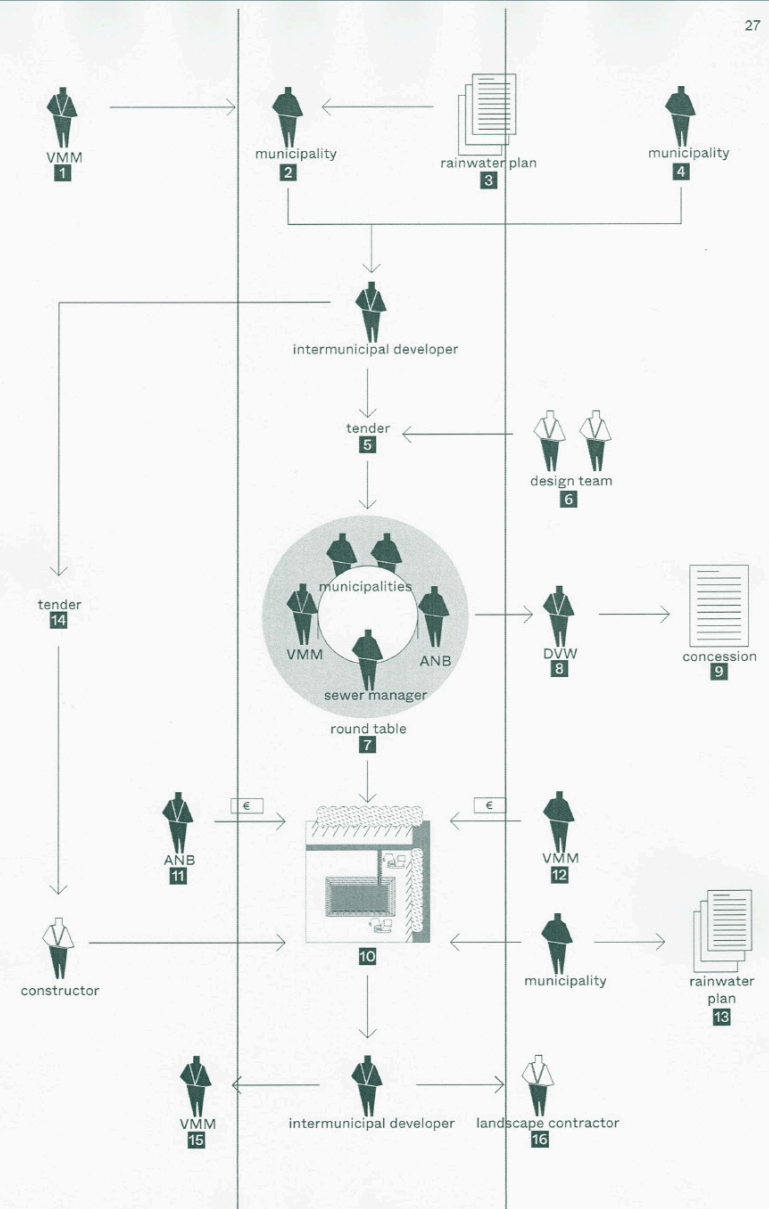 27
VMM
1
municipality
2
rainwater plan
3
municipality
4
intermunicipal developer
tender
5
design team
6
municipalities
VMM
ANB
sewer manager
round table
7
DVW
8
concession
9
tender
14
€
€
ANB
11
VMM
12
10
constructor
municipality
rainwater
plan
13
VMM
15
intermunicipal developer
landscape contractor
16